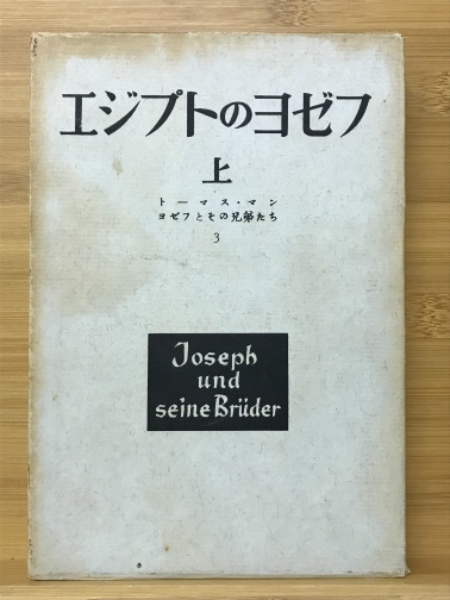 エジプトのヨゼフ
上
トーマス・マン
ヨゼフとその兄弟たち
3
Joseph
und
seine Brüder